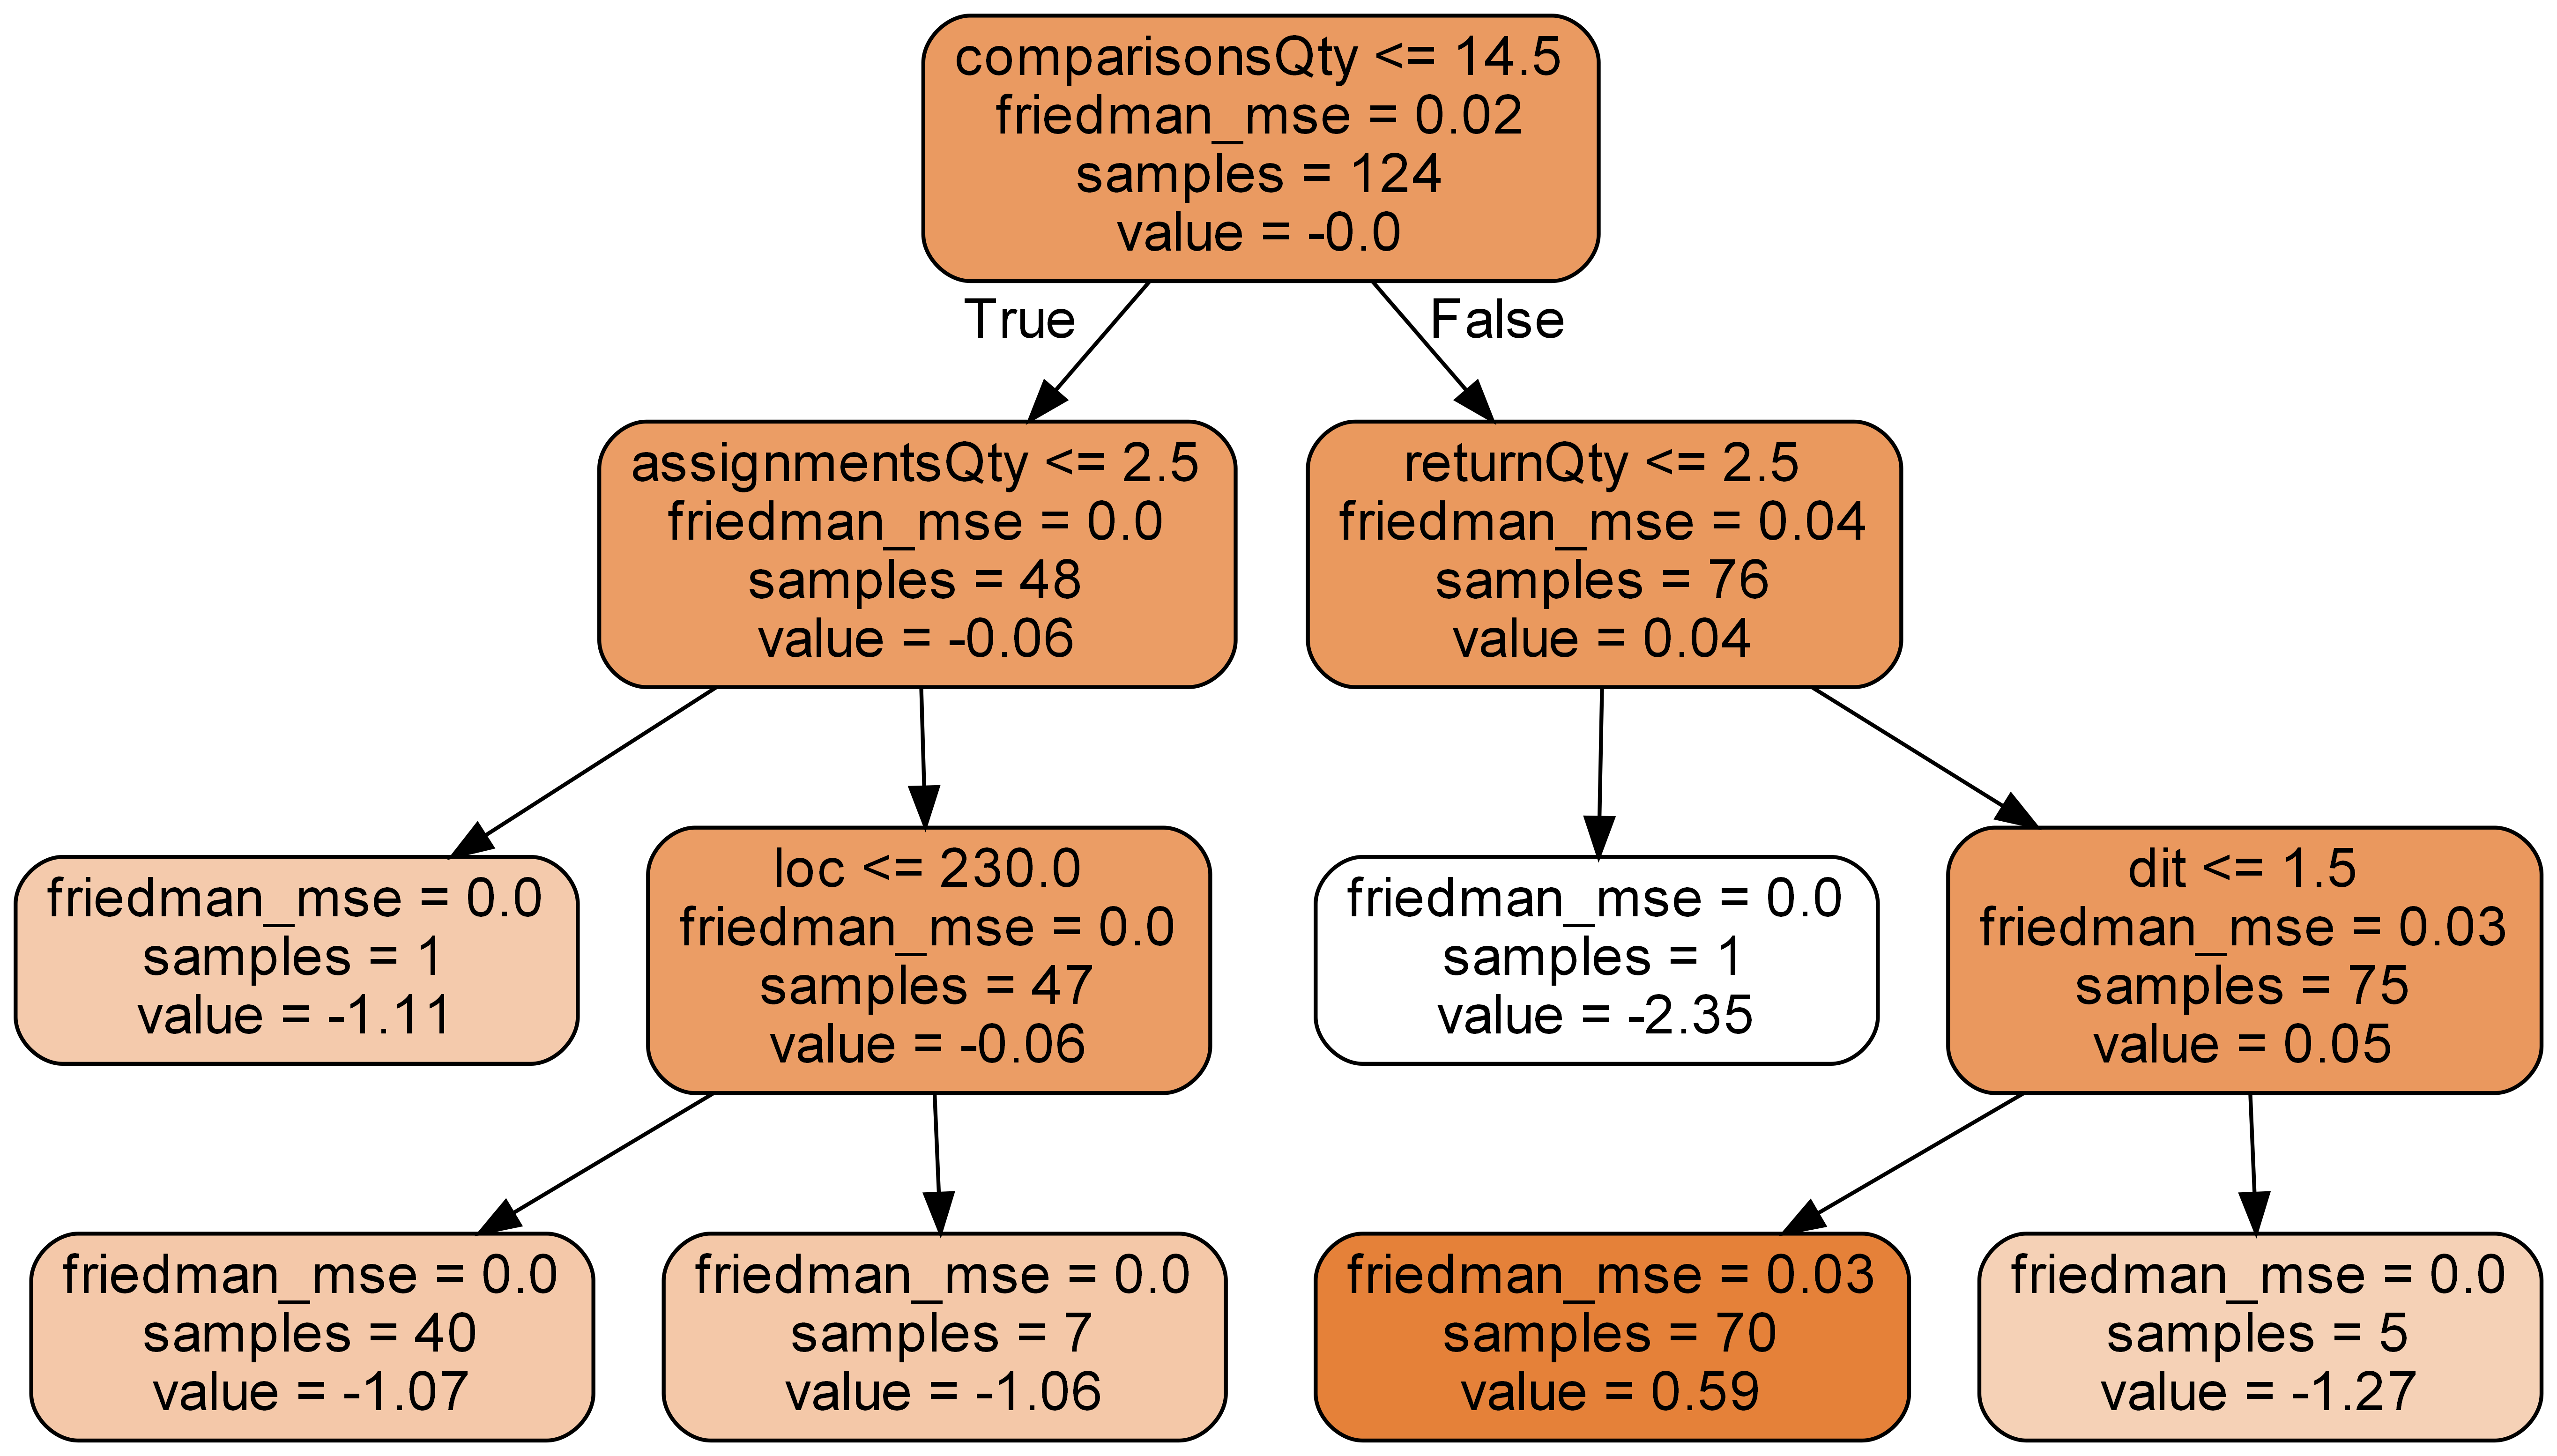 comparisonsQty <= 14.5
friedman_mse = 0.02
samples = 124
value = -0.0
True
False
assignmentsQty <= 2.5
friedman_mse = 0.0
samples = 48
value = -0.06
returnQty <= 2.5
friedman_mse = 0.04
samples = 76
value = 0.04
friedman_mse = 0.0
samples = 1
value = -1.11
loc <= 230.0
friedman_mse = 0.0
samples = 47
value = -0.06
friedman_mse = 0.0
samples = 1
value = -2.35
dit <= 1.5
friedman_mse = 0.03
samples = 75
value = 0.05
friedman_mse = 0.0
samples = 40
value = -1.07
friedman_mse = 0.0
samples = 7
value = -1.06
friedman_mse = 0.03
samples = 70
value = 0.59
friedman_mse = 0.0
samples = 5
value = -1.27